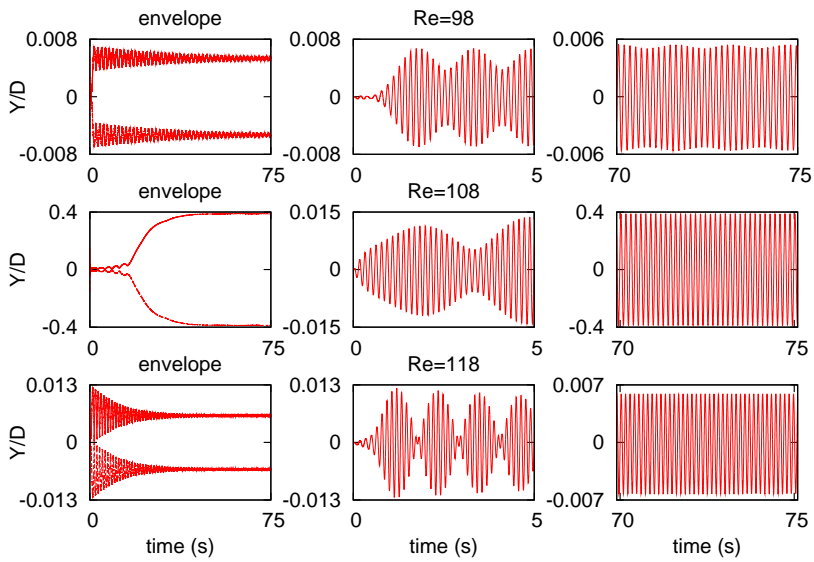 envelope Re=98
0.008 0.008 0.006
Y/D 0 0 0
-0.008 -0.008 -0.006
0 75 0 5 70 75
envelope Re=108
0.4 0.015 0.4
Y/D 0 0 0
-0.4 -0.015 -0.4
0 75 0 5 70 75
envelope Re=118
0.013 0.013 0.007
Y/D 0 0 0
-0.013 -0.013 -0.007
0 75 0 5 70 75
time (s) time (s) time (s)